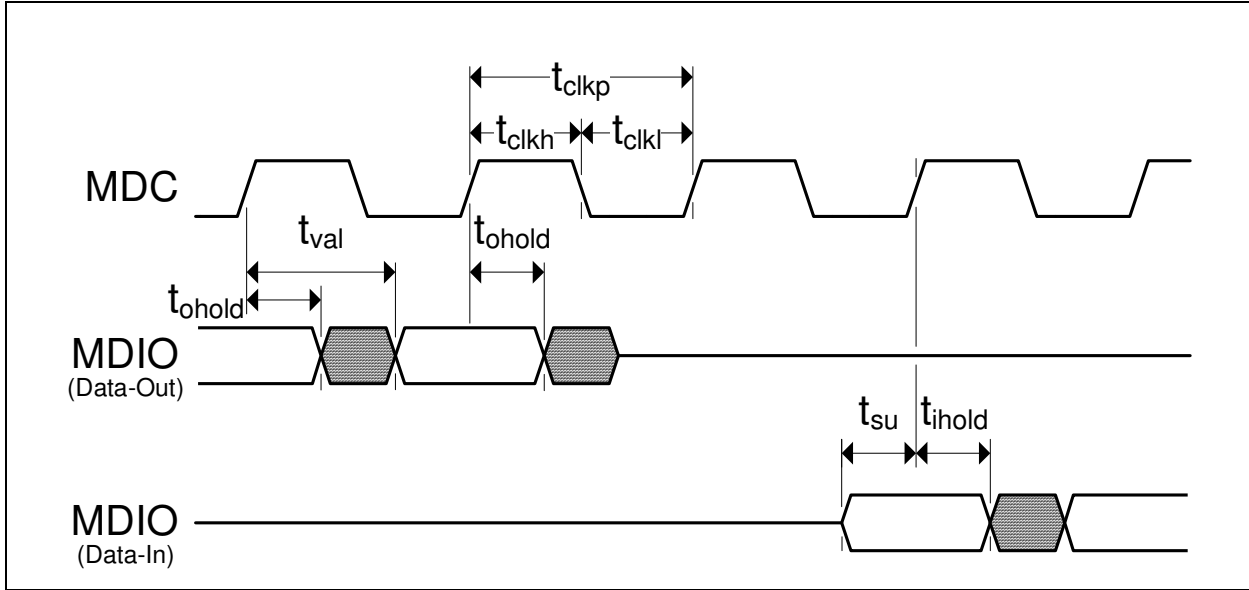 tclkp
tclkh tclkl
MDC
tval tohold
tohold
MDIO
(Data-Out)
tsu tihold
MDIO
(Data-In)